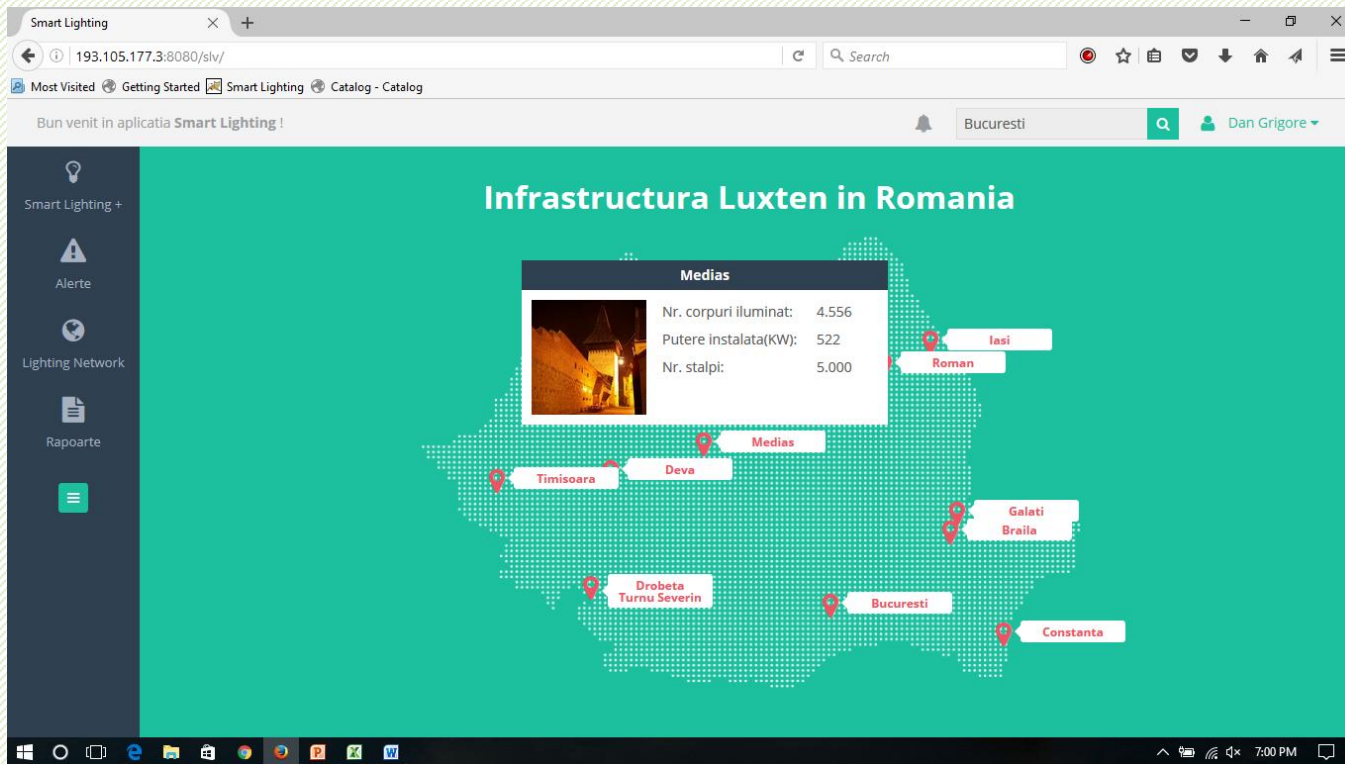 Smart Lighting
193.105.177.3:8080/slv/
Search
Most Visited Getting Started Smart Lighting Catalog - Catalog
Bun venit in aplicatia Smart Lighting !
Bucuresti
Dan Grigore
Smart Lighting +
Alerte
Lighting Network
Rapoarte
Infrastructura Luxten in Romania
Medias
Nr. corpuri iluminat: 4.556
Putere instalata(KW): 522
Nr. stalpi: 5.000
Iasi
Roman
Medias
Deva
Timisoara
Galati
Braila
Drobeta
Turnu Severin
Bucuresti
Constanta
7:00 PM